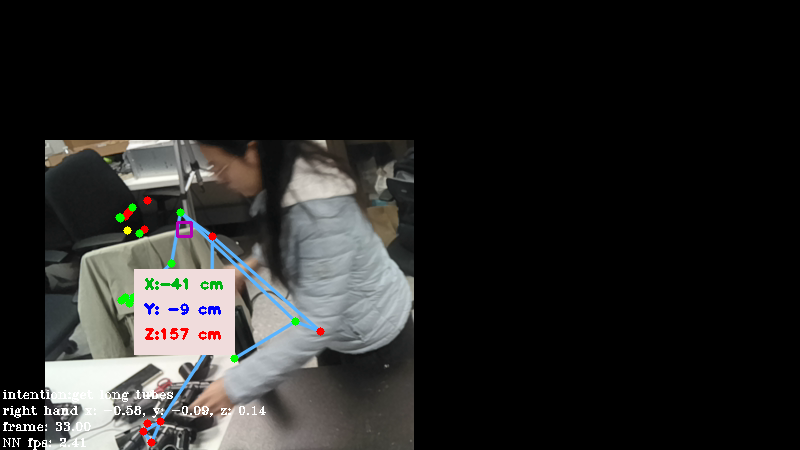 X:-41 cm
Y: -9 cm
Z:157 cm
intention:get long tubes
right hand x: -0.58, y: -0.09, z: 0.14
frame: 33.00
NN fps: 2.41